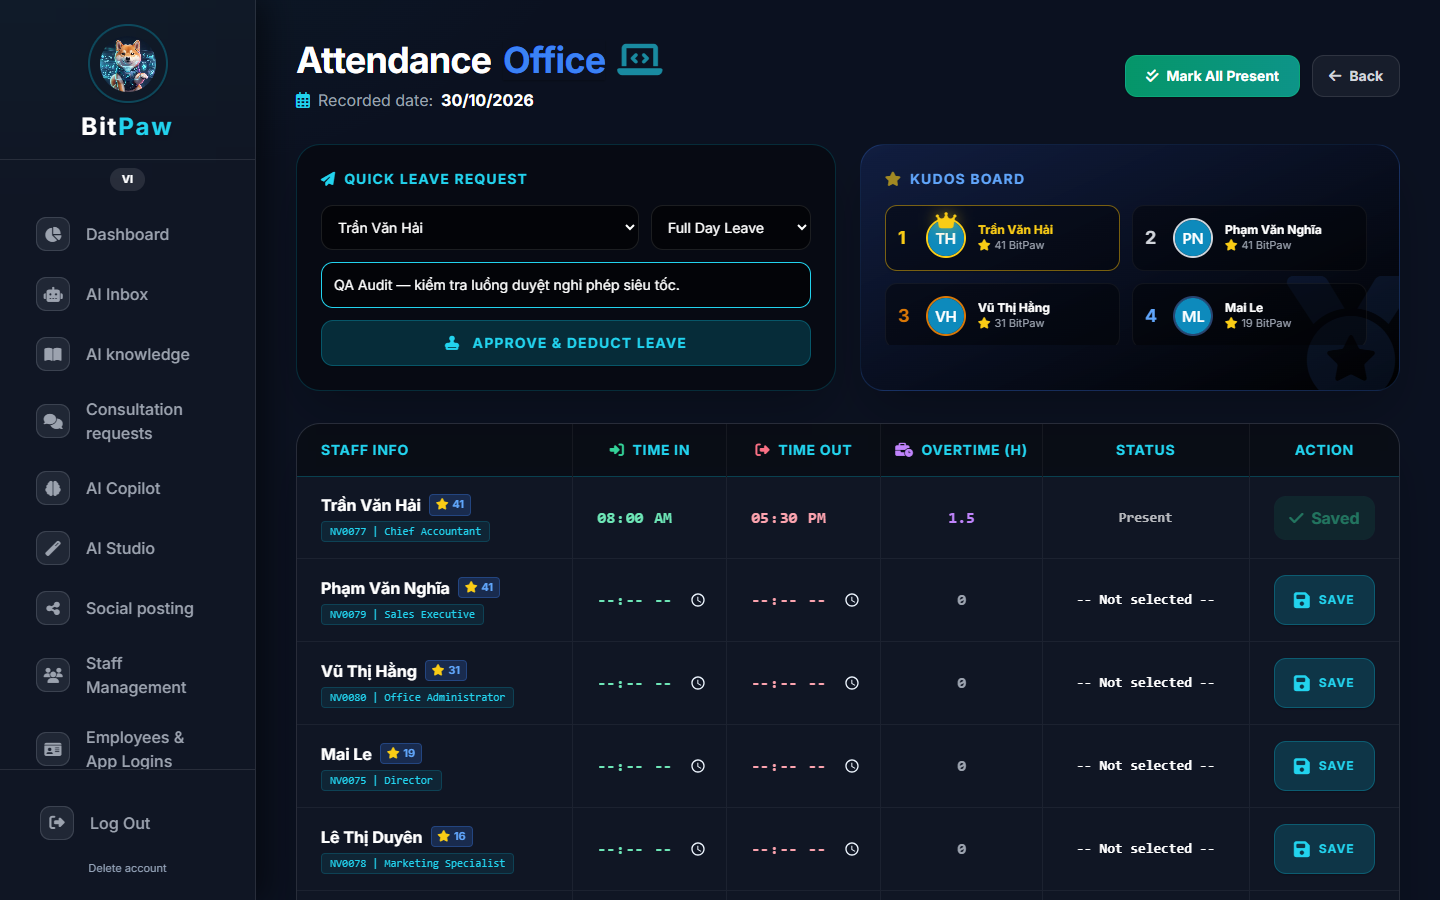 BitPaw
VI
Dashboard
AI Inbox
AI knowledge
Consultation
requests
AI Copilot
AI Studio
Social posting
Staff
Management
Employees &
App Logins
Log Out
Delete account
Attendance Office
Recorded date: 30/10/2026
Mark All Present
Back
QUICK LEAVE REQUEST
Trần Văn Hải
Full Day Leave
QA Audit — kiểm tra luồng duyệt nghỉ phép siêu tốc.
APPROVE & DEDUCT LEAVE
KUDOS BOARD
1 TH Trần Văn Hải
41 BitPaw
2 PN Phạm Văn Nghĩa
41 BitPaw
3 VH Vũ Thị Hằng
31 BitPaw
4 ML Mai Le
19 BitPaw
STAFF INFO TIME IN TIME OUT OVERTIME (H) STATUS ACTION
Trần Văn Hải 41
NV0077 | Chief Accountant
08:00 AM 05:30 PM 1.5 Present Saved
Phạm Văn Nghĩa 41
NV0079 | Sales Executive
--:-- -- --:-- -- 0 -- Not selected -- SAVE
Vũ Thị Hằng 31
NV0080 | Office Administrator
--:-- -- --:-- -- 0 -- Not selected -- SAVE
Mai Le 19
NV0075 | Director
--:-- -- --:-- -- 0 -- Not selected -- SAVE
Lê Thị Duyên 16
NV0078 | Marketing Specialist
--:-- -- --:-- -- 0 -- Not selected -- SAVE